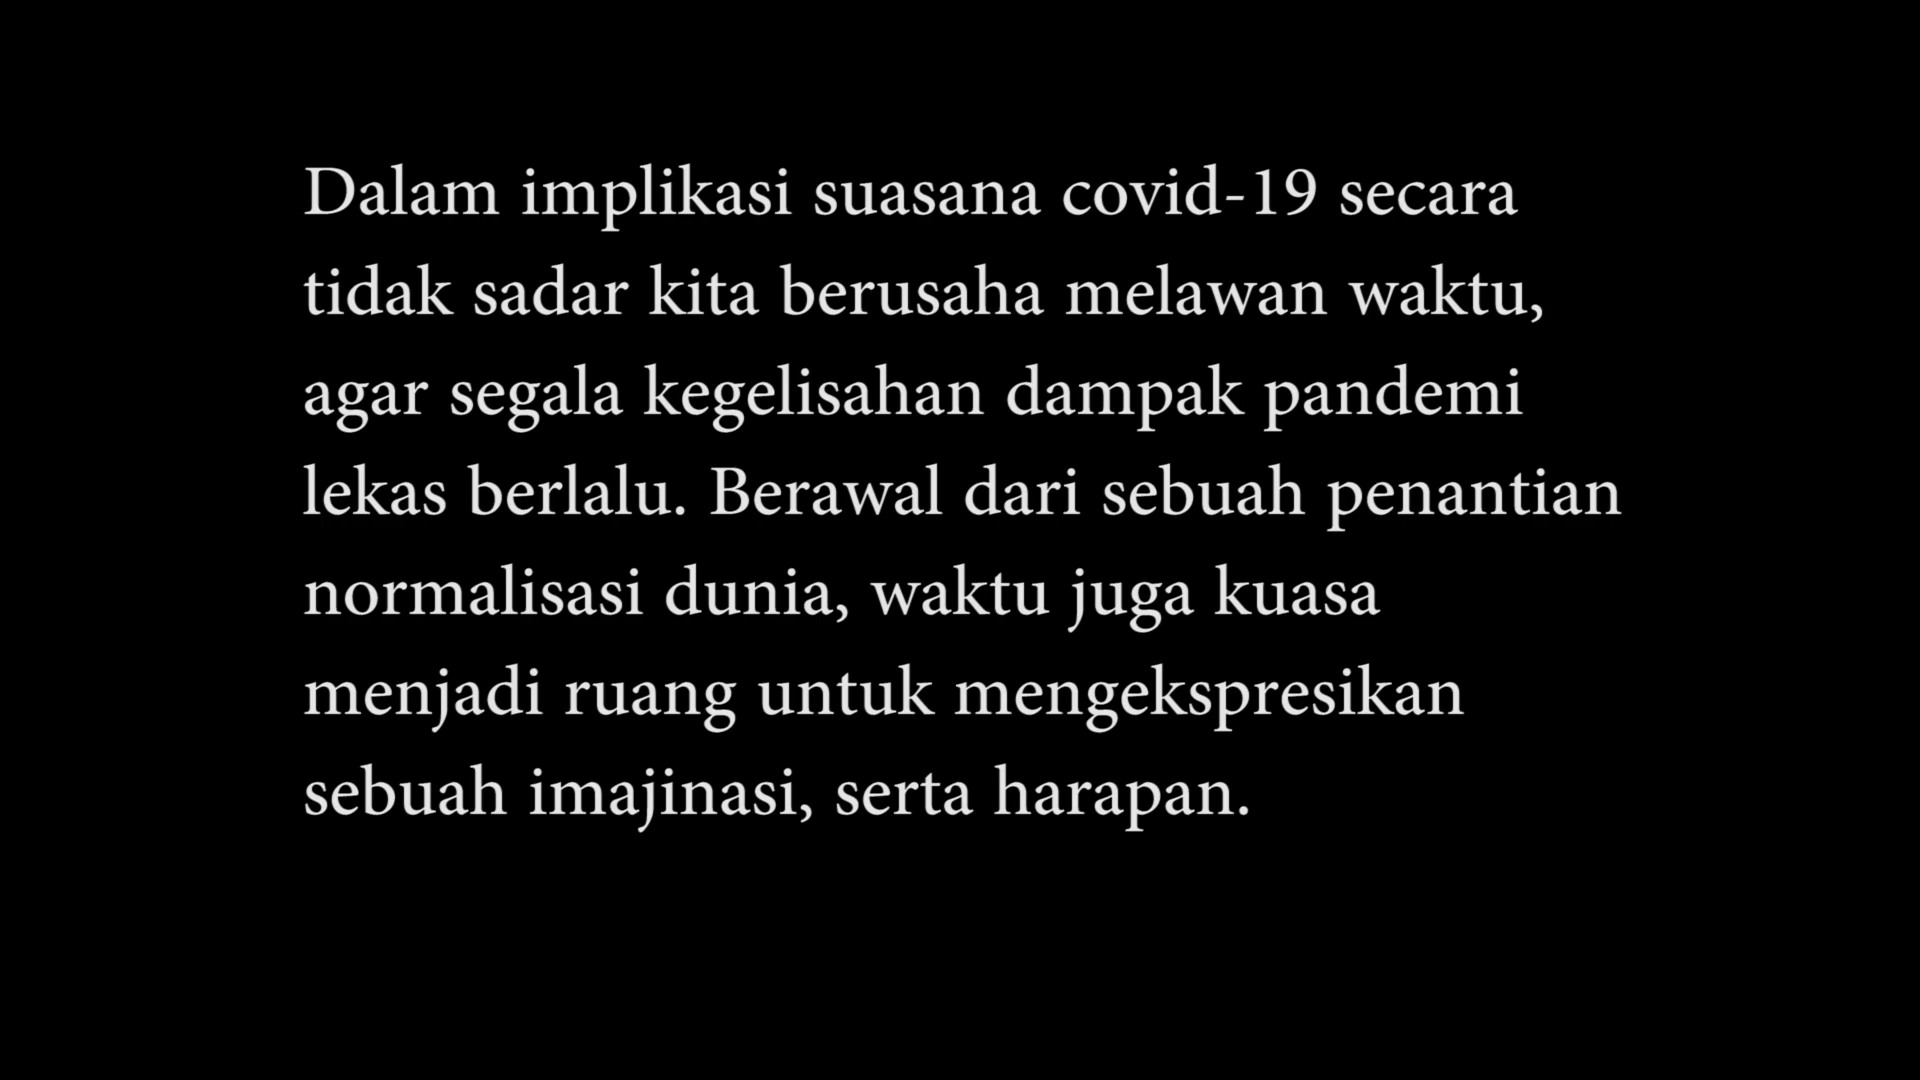 Dalam implikasi suasana covid-19 secara
tidak sadar kita berusaha melawan waktu,
agar segala kegelisahan dampak pandemi
lekas berlalu. Berawal dari sebuah penantian
normalisasi dunia, waktu juga kuasa
menjadi ruang untuk mengekspresikan
sebuah imajinasi, serta harapan.